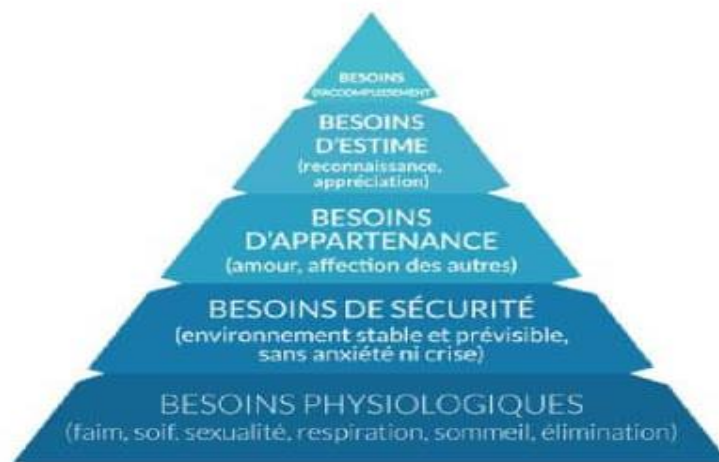 BESOINS
D'ACCOMPLISSEMENT
BESOINS
D'ESTIME
(reconnaissance,
appréciation)
BESOINS
D'APPARTENANCE
(amour, affection des autres)
BESOINS DE SÉCURITÉ
(environnement stable et prévisible,
sans anxiété ni crise)
BESOINS PHYSIOLOGIQUES
(faim, soif. sexualité, respiration, sommeil, élimination)